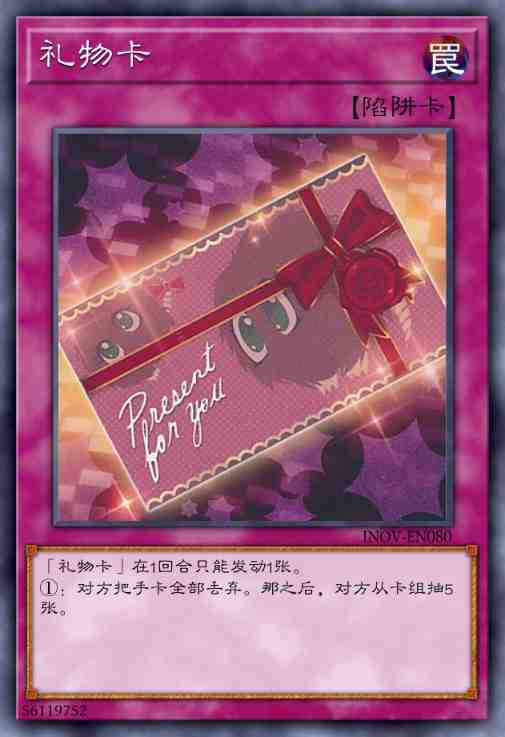 礼物卡
罠
【陷阱卡】
Present
for you
INOV-EN080
「礼物卡」在1回合只能发动1张。
①：对方把手卡全部丢弃。那之后，对方从卡组抽5
张。
56119752